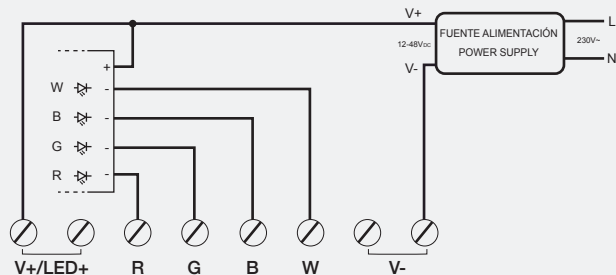 V+
FUENTE ALIMENTACIÓN
POWER SUPPLY
12-48VDC
V-
L
230V~
N
+
W -
B -
G -
R -
V+/LED+ R G B W V-